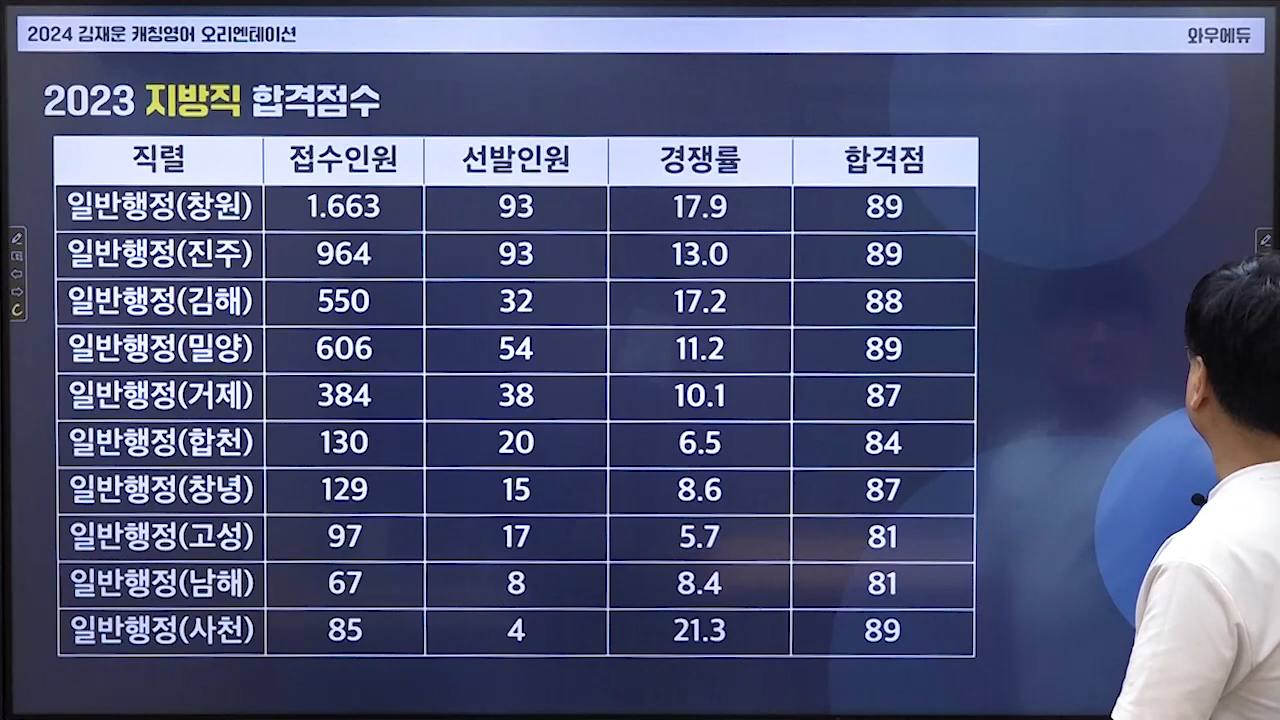 2024 김재운 캐칭영어 오리엔테이션 와우에듀
2023 지방직 합격점수
직렬 접수인원 선발인원 경쟁률 합격점
일반행정(창원) 1.663 93 17.9 89
일반행정(진주) 964 93 13.0 89
일반행정(김해) 550 32 17.2 88
일반행정(밀양) 606 54 11.2 89
일반행정(거제) 384 38 10.1 87
일반행정(합천) 130 20 6.5 84
일반행정(창녕) 129 15 8.6 87
일반행정(고성) 97 17 5.7 81
일반행정(남해) 67 8 8.4 81
일반행정(사천) 85 4 21.3 89